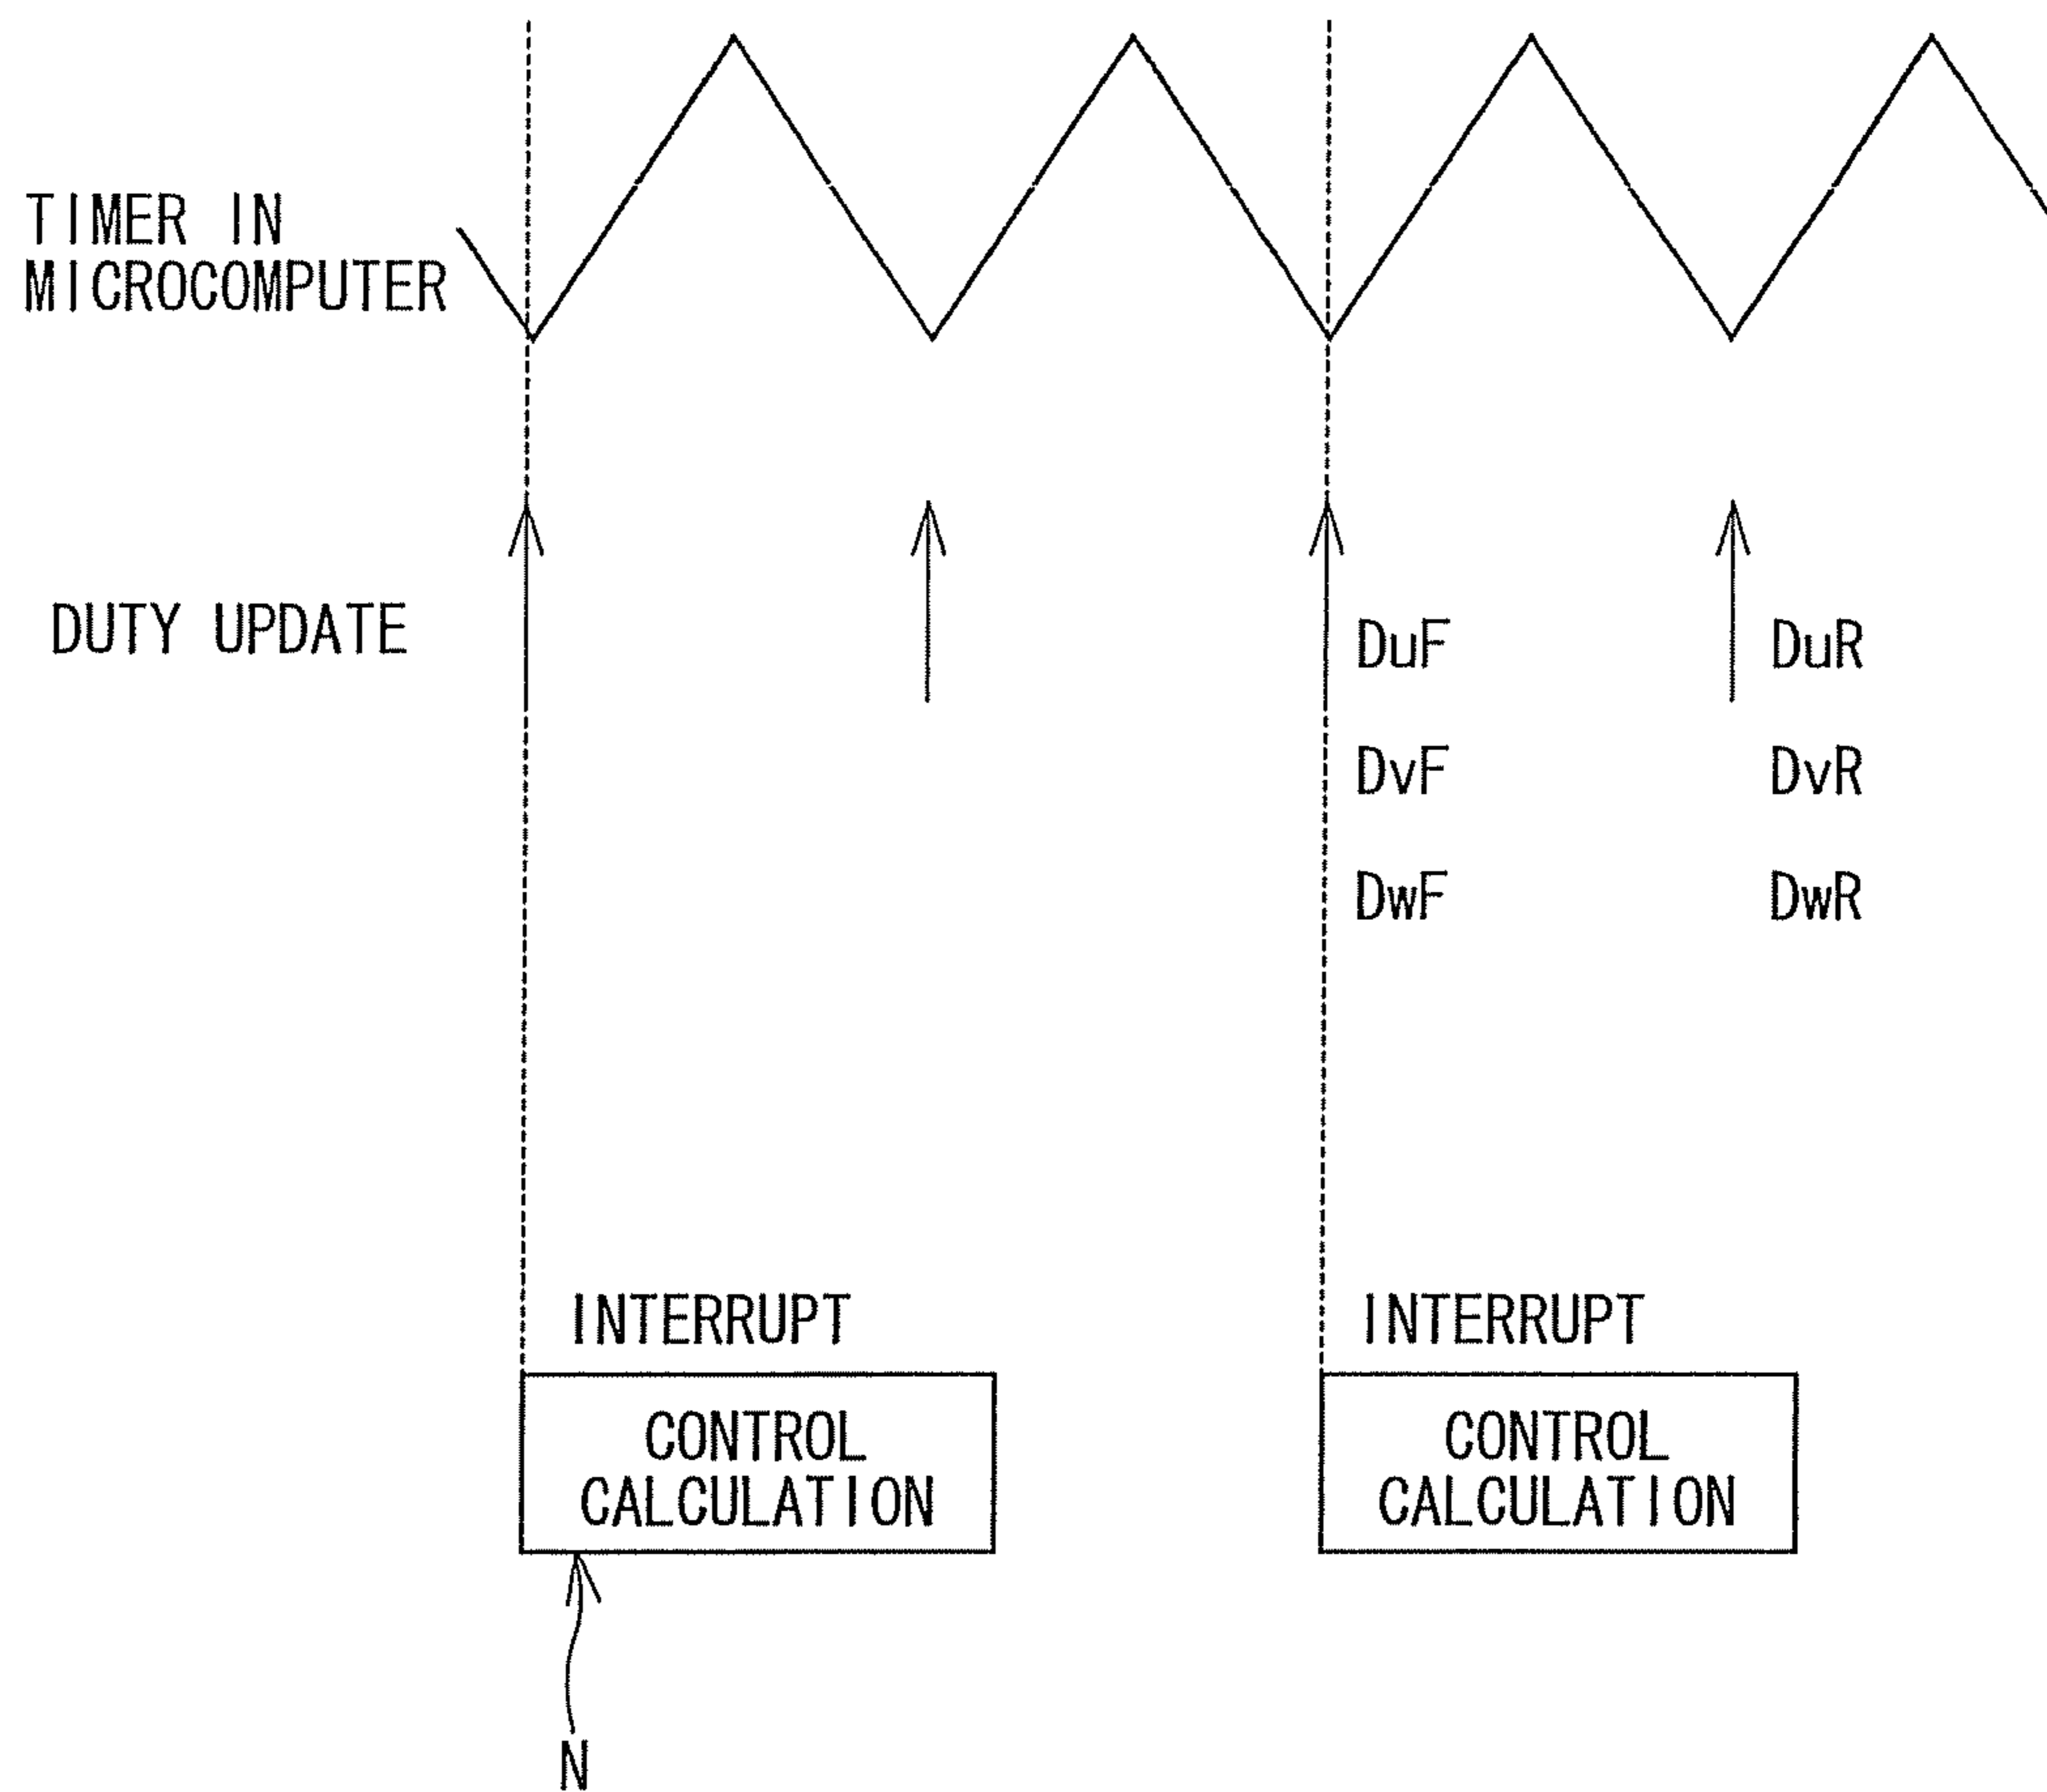 TIMER IN
MICROCOMPUTER
DUTY UPDATE
DuF
DuR
DvF
DvR
DwF
DwR
INTERRUPT
INTERRUPT
CONTROL
CALCULATION
CONTROL
CALCULATION
N